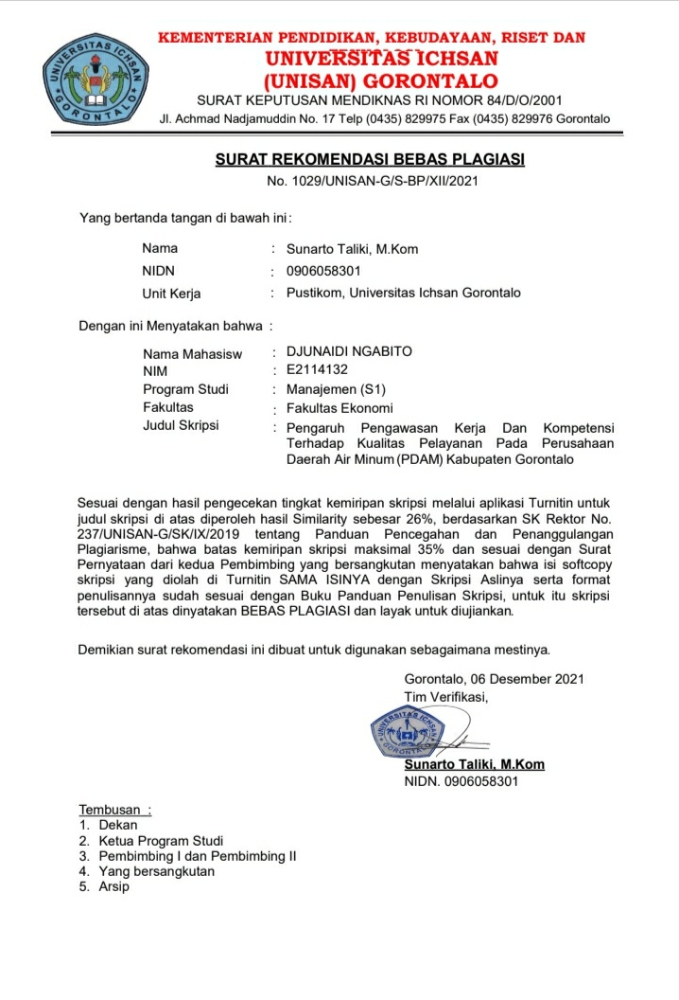 KEMENTERIAN PENDIDIKAN, KEBUDAYAAN, RISET DAN
UNIVERSITAS ICHSAN
(UNISAN) GORONTALO
SURAT KEPUTUSAN MENDIKNAS RI NOMOR 84/D/O/2001
Jl. Achmad Nadjamuddin No. 17 Telp (0435) 829975 Fax (0435) 829976 Gorontalo
UNIVERSITAS ICHSAN
GORONTALO
SURAT REKOMENDASI BEBAS PLAGIASI
No. 1029/UNISAN-G/S-BP/XII/2021
Yang bertanda tangan di bawah ini :
Nama : Sunarto Taliki, M.Kom
NIDN : 0906058301
Unit Kerja : Pustikom, Universitas Ichsan Gorontalo
Dengan ini Menyatakan bahwa :
Nama Mahasisw : DJUNAIDI NGABITO
NIM : E2114132
Program Studi : Manajemen (S1)
Fakultas : Fakultas Ekonomi
Judul Skripsi : Pengaruh Pengawasan Kerja Dan Kompetensi
Terhadap Kualitas Pelayanan Pada Perusahaan
Daerah Air Minum (PDAM) Kabupaten Gorontalo
Sesuai dengan hasil pengecekan tingkat kemiripan skripsi melalui aplikasi Turnitin untuk
judul skripsi di atas diperoleh hasil Similarity sebesar 26%, berdasarkan SK Rektor No.
237/UNISAN-G/SK/IX/2019 tentang Panduan Pencegahan dan Penanggulangan
Plagiarisme, bahwa batas kemiripan skripsi maksimal 35% dan sesuai dengan Surat
Pernyataan dari kedua Pembimbing yang bersangkutan menyatakan bahwa isi softcopy
skripsi yang diolah di Turnitin SAMA ISINYA dengan Skripsi Aslinya serta format
penulisannya sudah sesuai dengan Buku Panduan Penulisan Skripsi, untuk itu skripsi
tersebut di atas dinyatakan BEBAS PLAGIASI dan layak untuk diujiankan.
Demikian surat rekomendasi ini dibuat untuk digunakan sebagaimana mestinya.
Gorontalo, 06 Desember 2021
Tim Verifikasi,
UNIVERSITAS ICHSAN
GORONTALO
Sunarto Taliki, M.Kom
NIDN. 0906058301
Tembusan :
1. Dekan
2. Ketua Program Studi
3. Pembimbing I dan Pembimbing II
4. Yang bersangkutan
5. Arsip